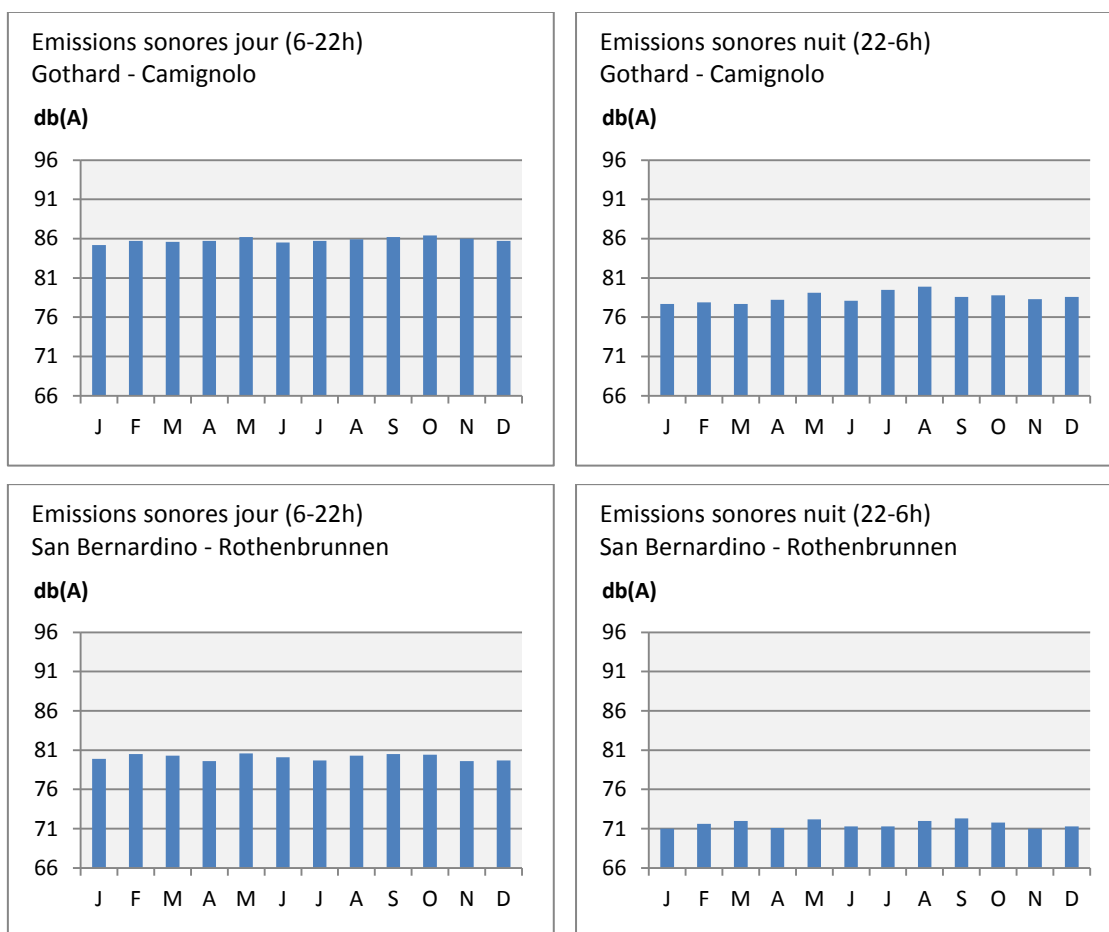 Emissions sonores jour (6-22h)
Gothard - Camignolo
db(A)
96
91
86
81
76
71
66
J F M A M J J A S O N D
Emissions sonores nuit (22-6h)
Gothard - Camignolo
db(A)
96
91
86
81
76
71
66
J F M A M J J A S O N D
Emissions sonores jour (6-22h)
San Bernardino - Rothenbrunnen
db(A)
96
91
86
81
76
71
66
J F M A M J J A S O N D
Emissions sonores nuit (22-6h)
San Bernardino - Rothenbrunnen
db(A)
96
91
86
81
76
71
66
J F M A M J J A S O N D